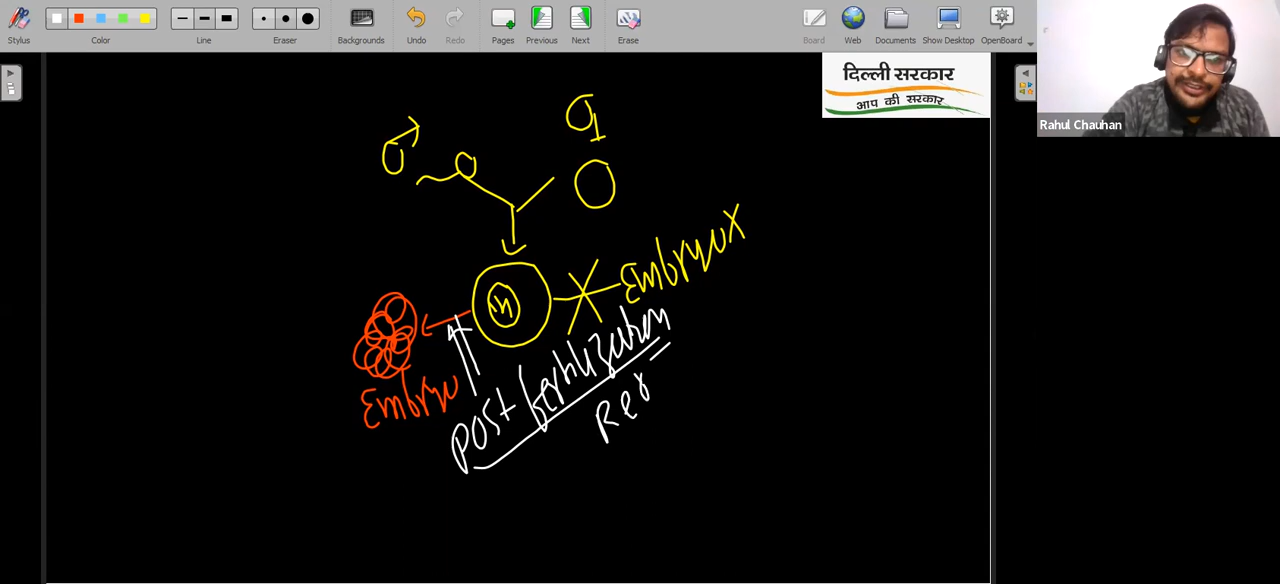 Stylus
Color
Line
Eraser
Backgrounds
Undo
Redo
Pages
Previous
Next
Erase
Board
Web
Documents
Show Desktop
OpenBoard
दिल्ली सरकार
आप की सरकार
Rahul Chauhan
Embryo X
Embryo
Post fertilization